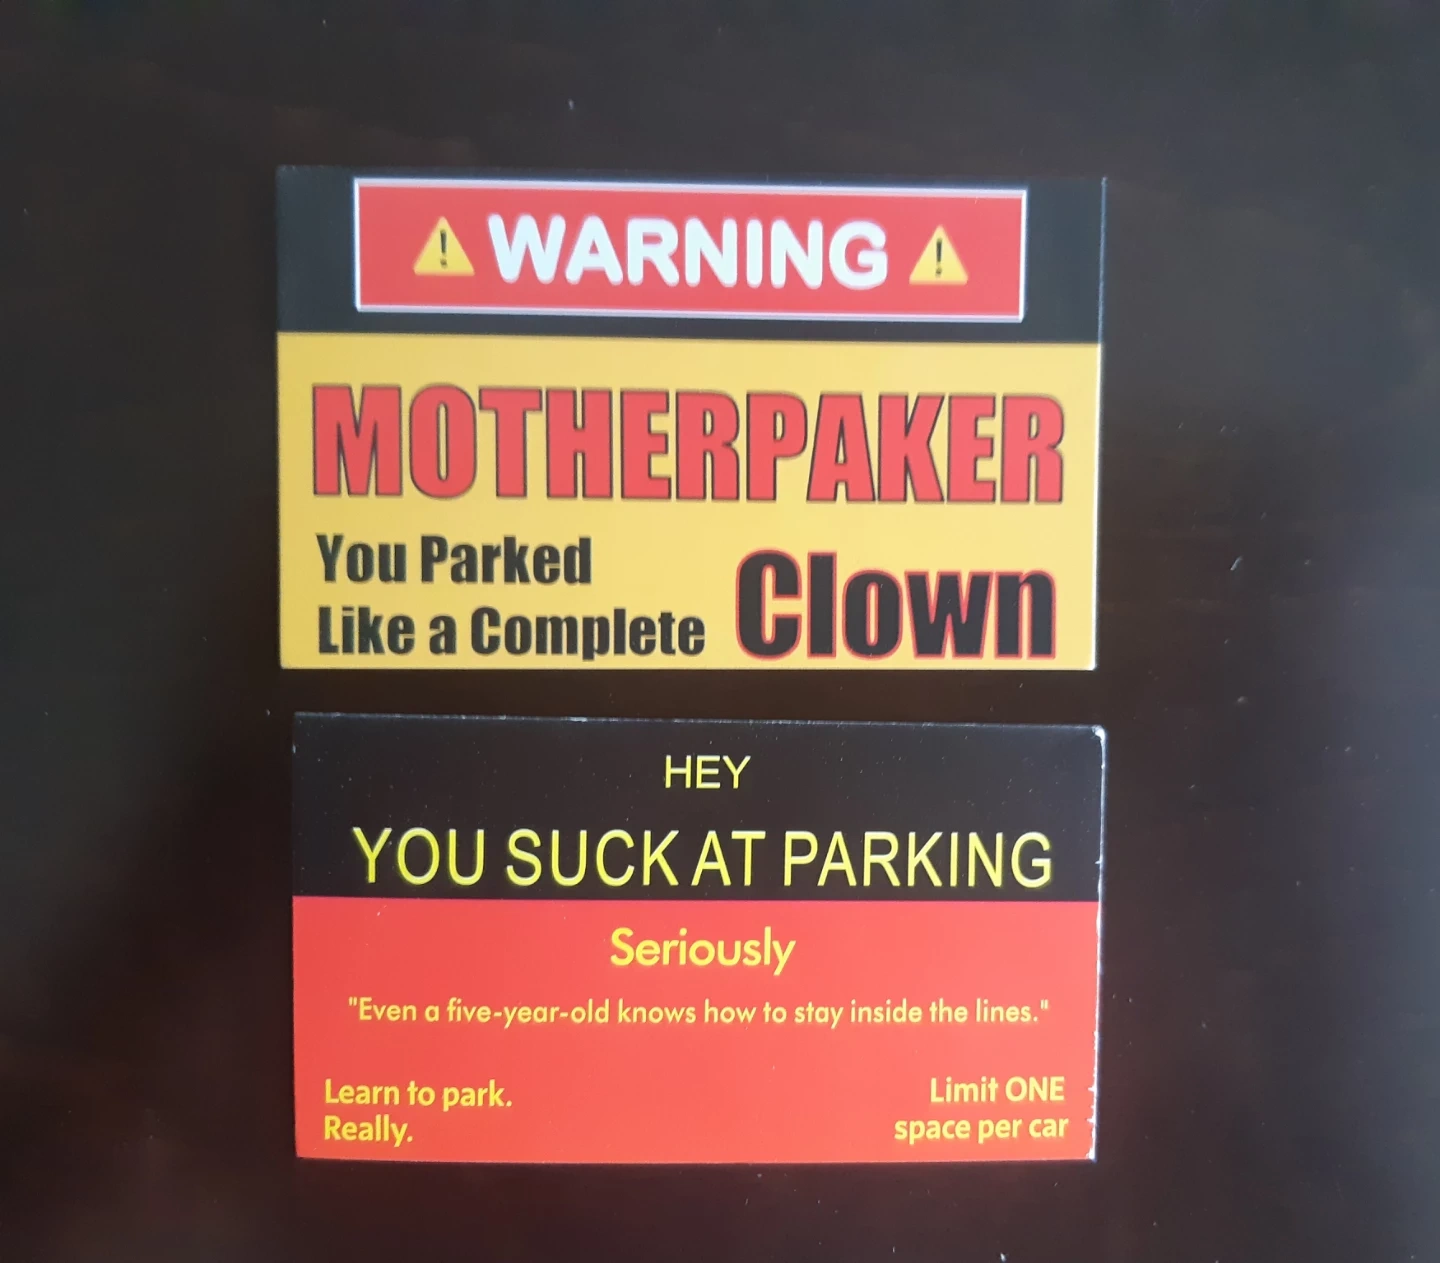 WARNING
MOTHERPAKER
You Parked
Like a Complete Clown
HEY
YOU SUCK AT PARKING
Seriously
"Even a five-year-old knows how to stay inside the lines."
Learn to park.
Really.
Limit ONE
space per car